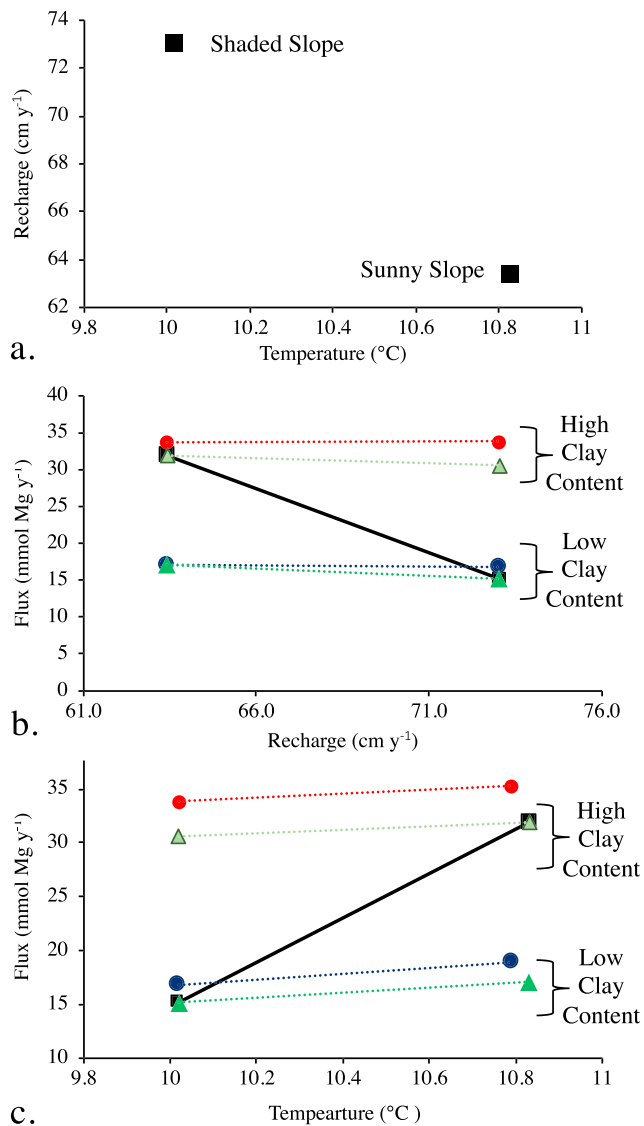 74
72
70
68
66
64
62
Recharge (cm y⁻¹)
Shaded Slope
Sunny Slope
9.8 10 10.2 10.4 10.6 10.8 11
Temperature (°C)
a.
40
35
30
25
20
15
10
5
0
Flux (mmol Mg y⁻¹)
High
Clay
Content
Low
Clay
Content
61.0 66.0 71.0 76.0
Recharge (cm y⁻¹)
b.
35
30
25
20
15
10
Flux (mmol Mg y⁻¹)
High
Clay
Content
Low
Clay
Content
9.8 10 10.2 10.4 10.6 10.8 11
Tempearture (°C )
c.